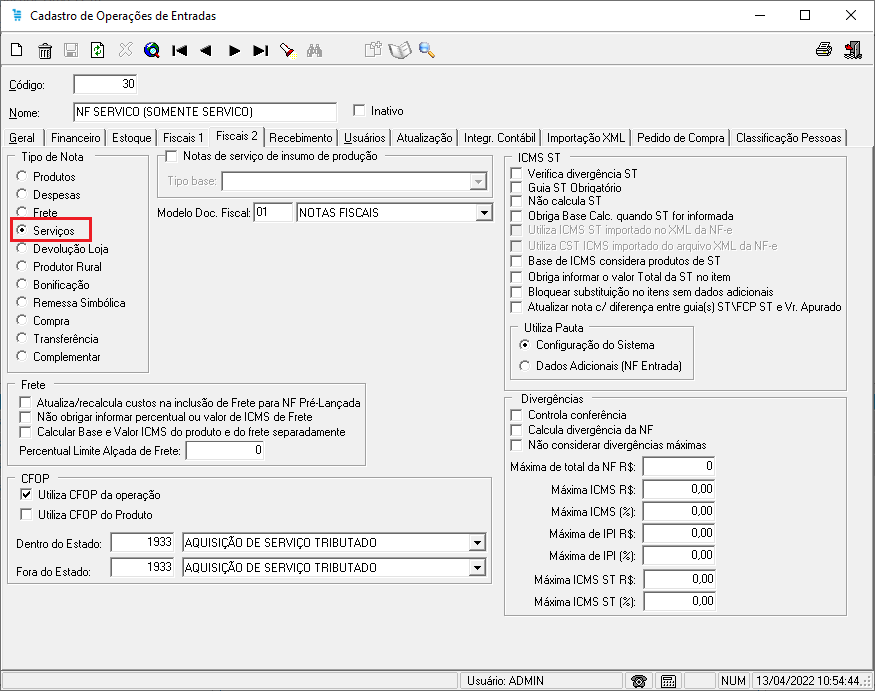 Cadastro de Operações de Entradas
Código: 30
Nome: NF SERVICO (SOMENTE SERVICO) Inativo
Geral Financeiro Estoque Fiscais 1 Fiscais 2 Recebimento Usuários Atualização Integr. Contábil Importação XML Pedido de Compra Classificação Pessoas
Tipo de Nota
Produtos
Despesas
Frete
Serviços
Devolução Loja
Produtor Rural
Bonificação
Remessa Simbólica
Compra
Transferência
Complementar
Notas de serviço de insumo de produção
Tipo base:
Modelo Doc. Fiscal: 01 NOTAS FISCAIS
Frete
Atualiza/recalcula custos na inclusão de Frete para NF Pré-Lançada
Não obrigar informar percentual ou valor de ICMS de Frete
Calcular Base e Valor ICMS do produto e do frete separadamente
Percentual Limite Alçada de Frete: 0
CFOP
Utiliza CFOP da operação
Utiliza CFOP do Produto
Dentro do Estado: 1933 AQUISIÇÃO DE SERVIÇO TRIBUTADO
Fora do Estado: 1933 AQUISIÇÃO DE SERVIÇO TRIBUTADO
ICMS ST
Verifica divergência ST
Guia ST Obrigatório
Não calcula ST
Obriga Base Calc. quando ST for informada
Utiliza ICMS ST importado no XML da NF-e
Utiliza CST ICMS importado do arquivo XML da NF-e
Base de ICMS considera produtos de ST
Obriga informar o valor Total da ST no item
Bloquear substituição no itens sem dados adicionais
Atualizar nota c/ diferença entre guia(s) ST\FCP ST e Vr. Apurado
Utiliza Pauta
Configuração do Sistema
Dados Adicionais (NF Entrada)
Divergências
Controla conferência
Calcula divergência da NF
Não considerar divergências máximas
Máxima de total da NF R$: 0
Máxima ICMS R$: 0,00
Máxima ICMS (%): 0,00
Máxima de IPI R$: 0,00
Máxima de IPI (%): 0,00
Máxima ICMS ST R$: 0,00
Máxima ICMS ST (%): 0,00
Usuário: ADMIN NUM 13/04/2022 10:54:44